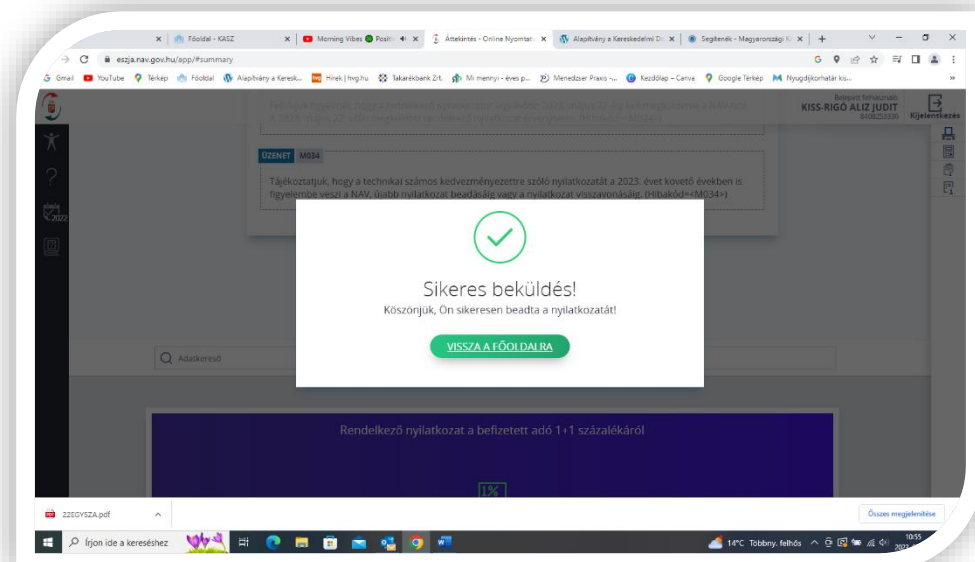 Főoldal - KASZ
Morning Vibes
Áttekintés - Online Nyomtat
Alapítvány a Kereskedelmi D
Segítenék - Magyarországi K
eszja.nav.gov.hu/app/#summary
Gmail YouTube Térkép Főoldal Alapítvány a Keresk... Hírek | hvg.hu Takarékbank Zrt. Mi mennyi - éves p... Menedzser Praxis -... Kezdőlap – Canva Google Térkép Nyugdíjkorhatár kis...
KISS-RIGÓ ALIZ JUDIT
Kijelentkezés
2022
ÜZENET M034
Tájékoztatjuk, hogy a technikai számos kedvezményezettre szóló nyilatkozatát a 2023. évet követő években is
figyelembe veszi a NAV, újabb nyilatkozat beadásáig vagy a nyilatkozat visszavonásáig. (Hibakód=<M034>)
Sikeres beküldés!
Köszönjük, Ön sikeresen beadta a nyilatkozatát!
VISSZA A FŐOLDALRA
Adatkereső
Rendelkező nyilatkozat a befizetett adó 1+1 százalékáról
1%
22EGYSZA.pdf
Összes megjelenítése
Írjon ide a kereséshez
14°C Többny. felhős
10:55